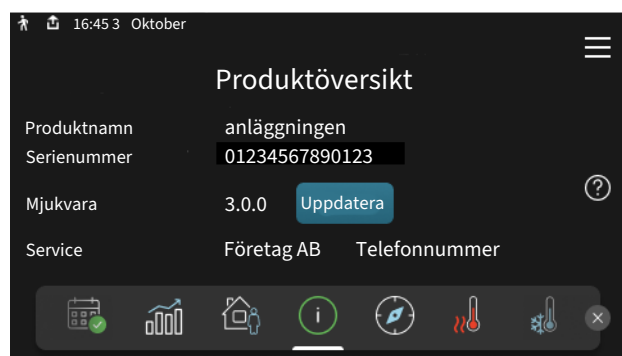 16:45 3 Oktober
Produktöversikt
Produktnamn anläggningen
Serienummer 01234567890123
Mjukvara 3.0.0 Uppdatera
Service Företag AB Telefonnummer